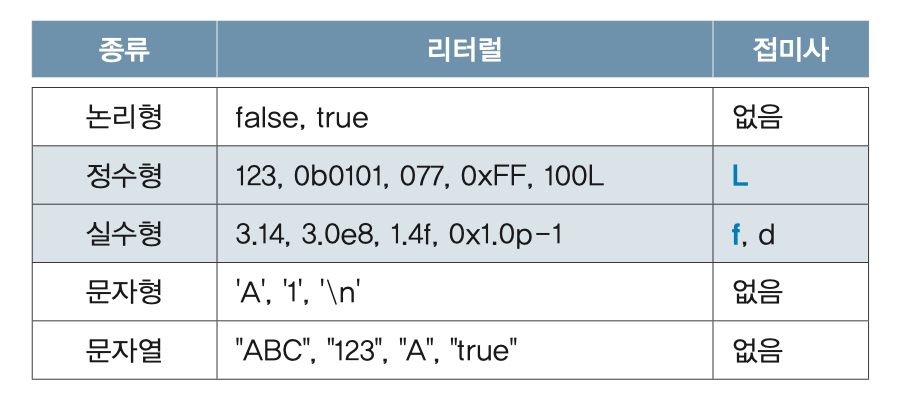 종류 리터럴 접미사
논리형 false, true 없음
정수형 123, 0b0101, 077, 0xFF, 100L L
실수형 3.14, 3.0e8, 1.4f, 0x1.0p-1 f, d
문자형 'A', '1', '\n' 없음
문자열 "ABC", "123", "A", "true" 없음